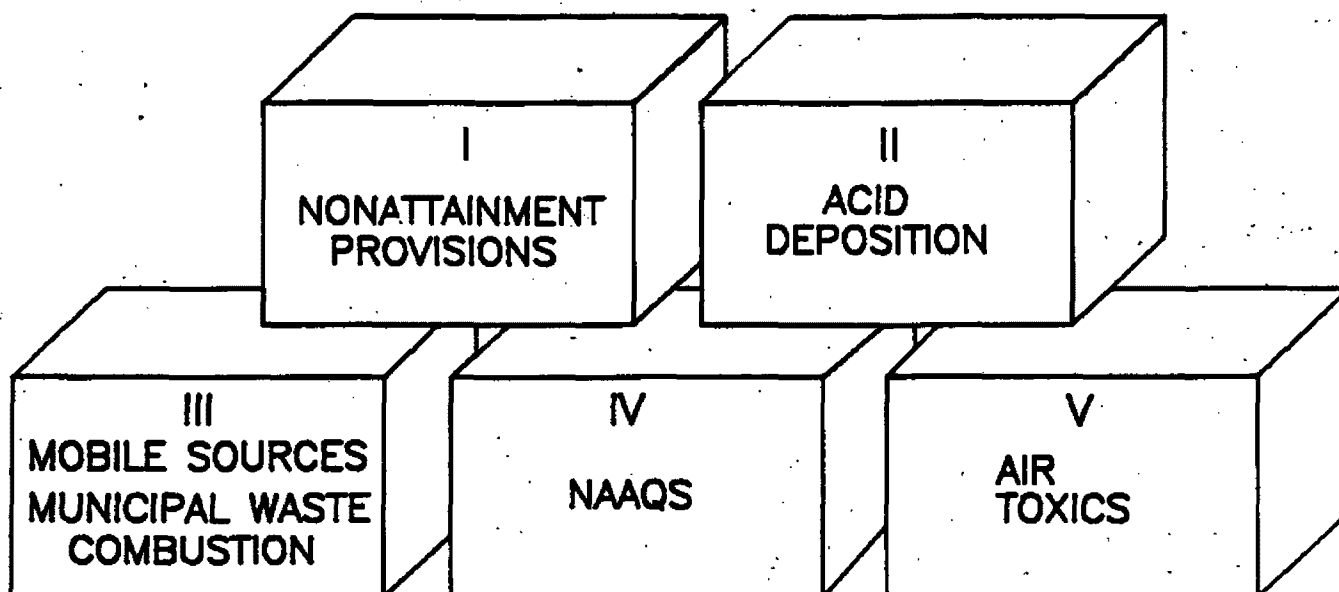 I
NONATTAINMENT
PROVISIONS
II
ACID
DEPOSITION
III
MOBILE SOURCES
MUNICIPAL WASTE
COMBUSTION
IV
NAAQS
V
AIR
TOXICS